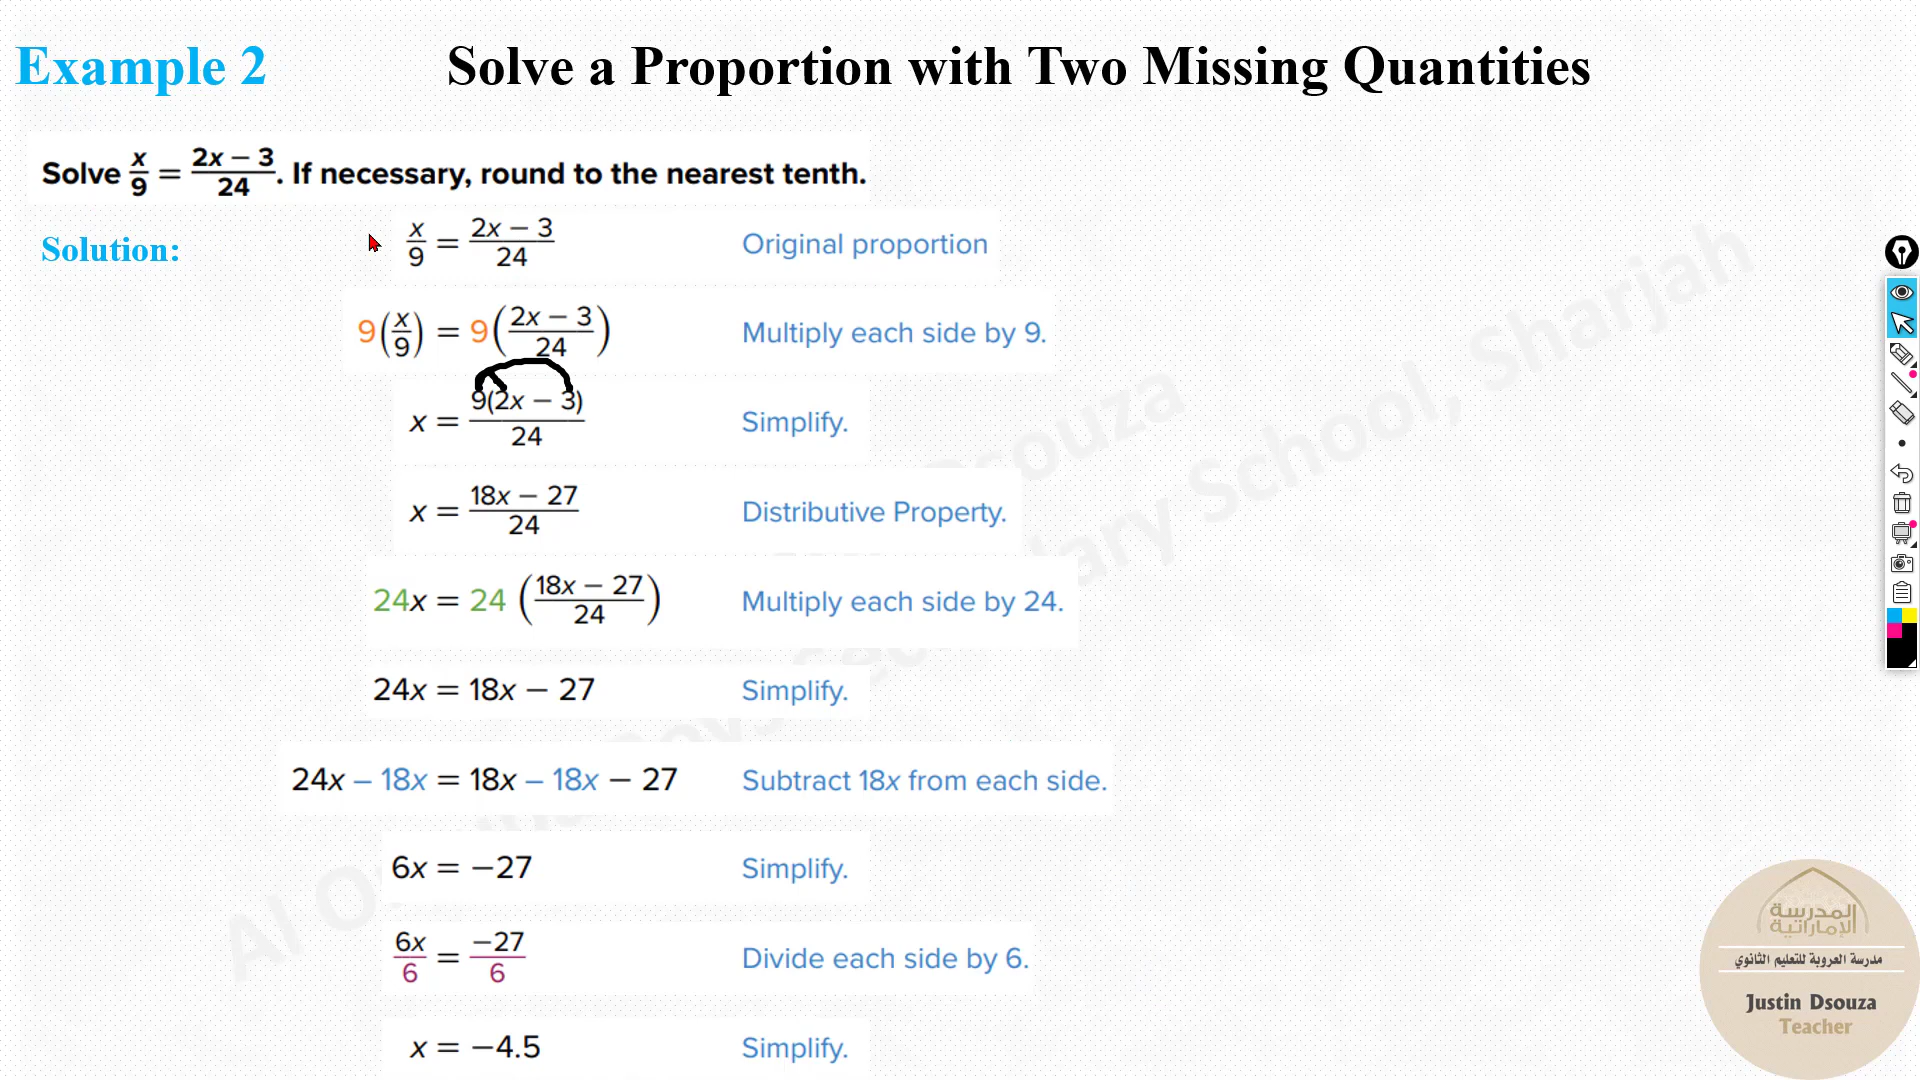 Example 2 Solve a Proportion with Two Missing Quantities
Solve x/9 = (2x − 3)/24. If necessary, round to the nearest tenth.
Solution: x/9 = (2x − 3)/24 Original proportion
9(x/9) = 9((2x − 3)/24) Multiply each side by 9.
x = 9(2x − 3)/24 Simplify.
x = (18x − 27)/24 Distributive Property.
24x = 24 ((18x − 27)/24) Multiply each side by 24.
24x = 18x − 27 Simplify.
24x − 18x = 18x − 18x − 27 Subtract 18x from each side.
6x = −27 Simplify.
6x/6 = −27/6 Divide each side by 6.
x = −4.5 Simplify.
المدرسة
الإماراتية
مدرسة العروبة للتعليم الثانوي
Justin Dsouza
Teacher
souza
ary School, Sharjah
Al O